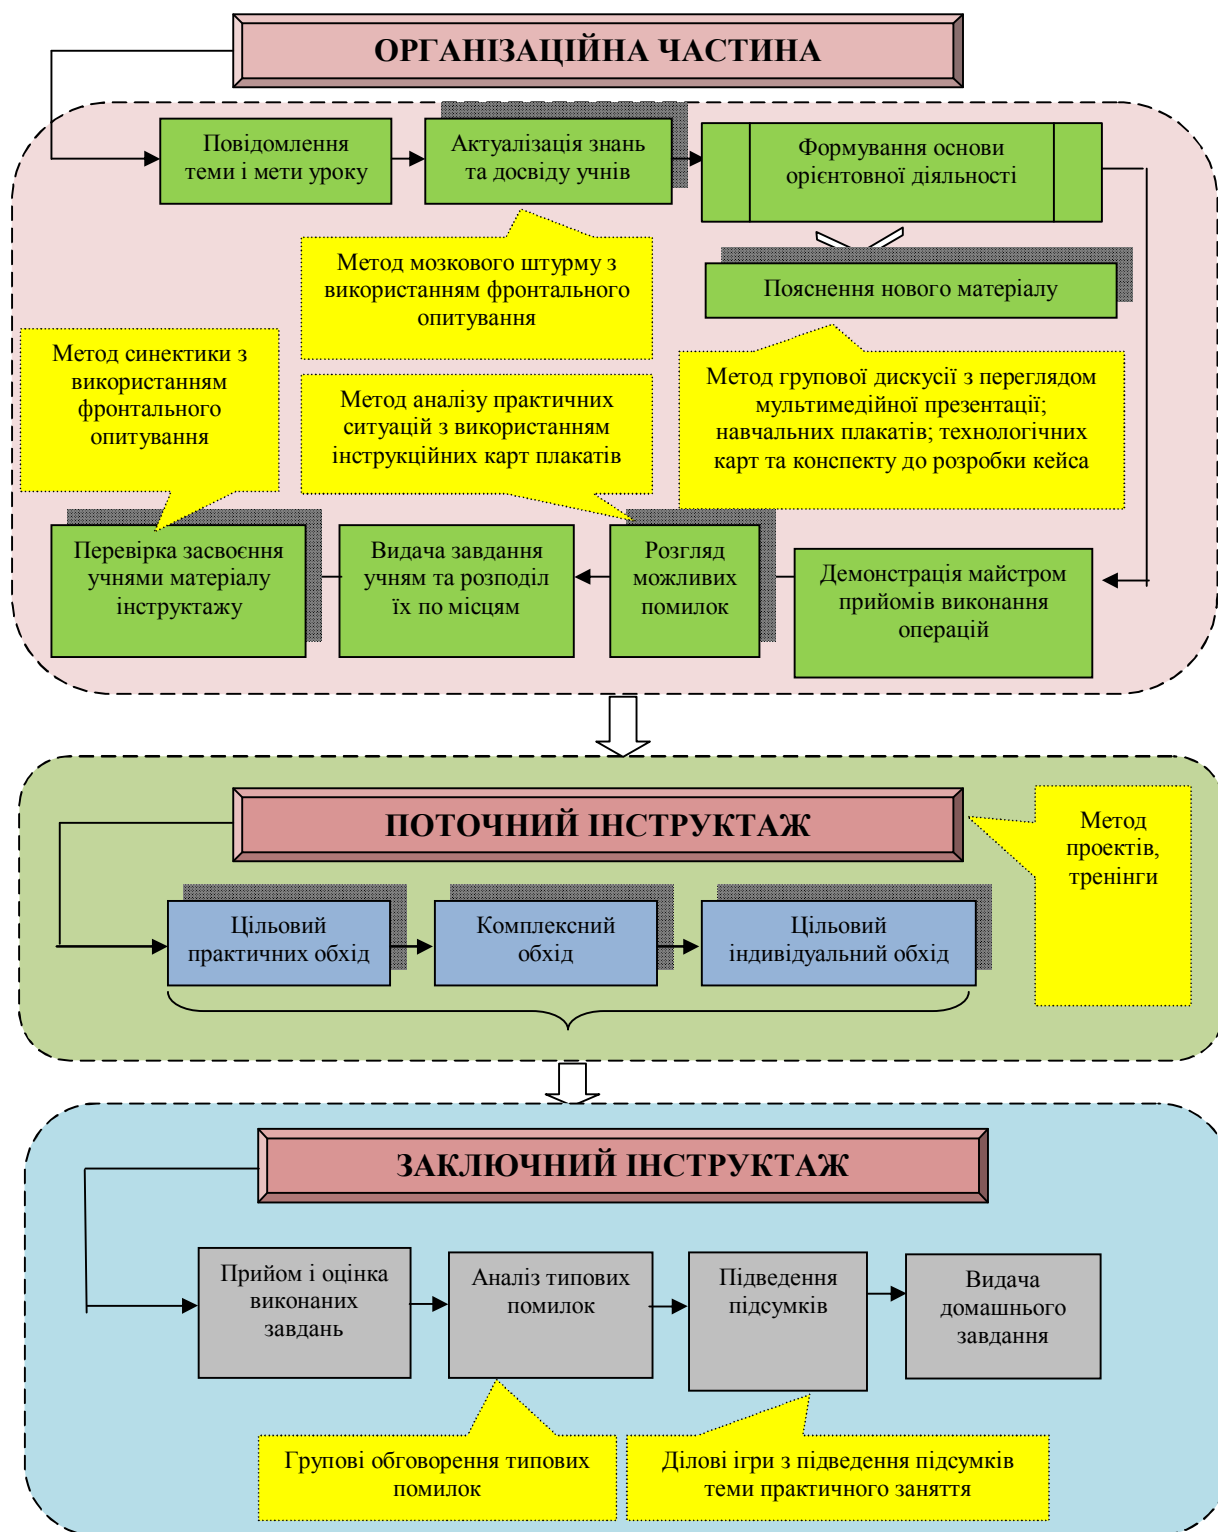 ОРГАНІЗАЦІЙНА ЧАСТИНА
Повідомлення
теми і мети уроку
Актуалізація знань
та досвіду учнів
Формування основи
орієнтовної діяльності
Метод мозкового штурму з
використанням фронтального
опитування
Пояснення нового матеріалу
Метод синектики з
використанням
фронтального
опитування
Метод аналізу практичних
ситуацій з використанням
інструкційних карт плакатів
Метод групової дискусії з переглядом
мультимедійної презентації;
навчальних плакатів; технологічних
карт та конспекту до розробки кейса
Перевірка засвоєння
учнями матеріалу
інструктажу
Видача завдання
учням та розподіл
їх по місцям
Розгляд
можливих
помилок
Демонстрація майстром
прийомів виконання
операцій
ПОТОЧНИЙ ІНСТРУКТАЖ
Метод
проектів,
тренінги
Цільовий
практичних обхід
Комплексний
обхід
Цільовий
індивідуальний обхід
ЗАКЛЮЧНИЙ ІНСТРУКТАЖ
Прийом і оцінка
виконаних
завдань
Аналіз типових
помилок
Підведення
підсумків
Видача
домашнього
завдання
Групові обговорення типових
помилок
Ділові ігри з підведення підсумків
теми практичного заняття